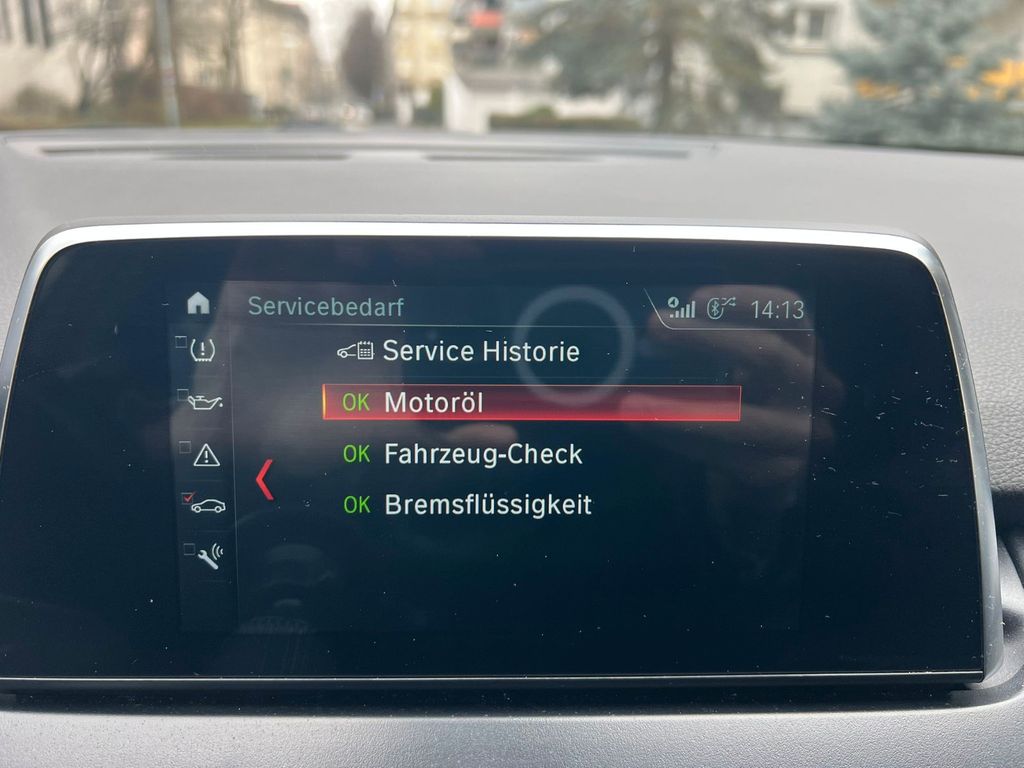 Servicebedarf
14:13
Service Historie
OK Motoröl
OK Fahrzeug-Check
OK Bremsflüssigkeit